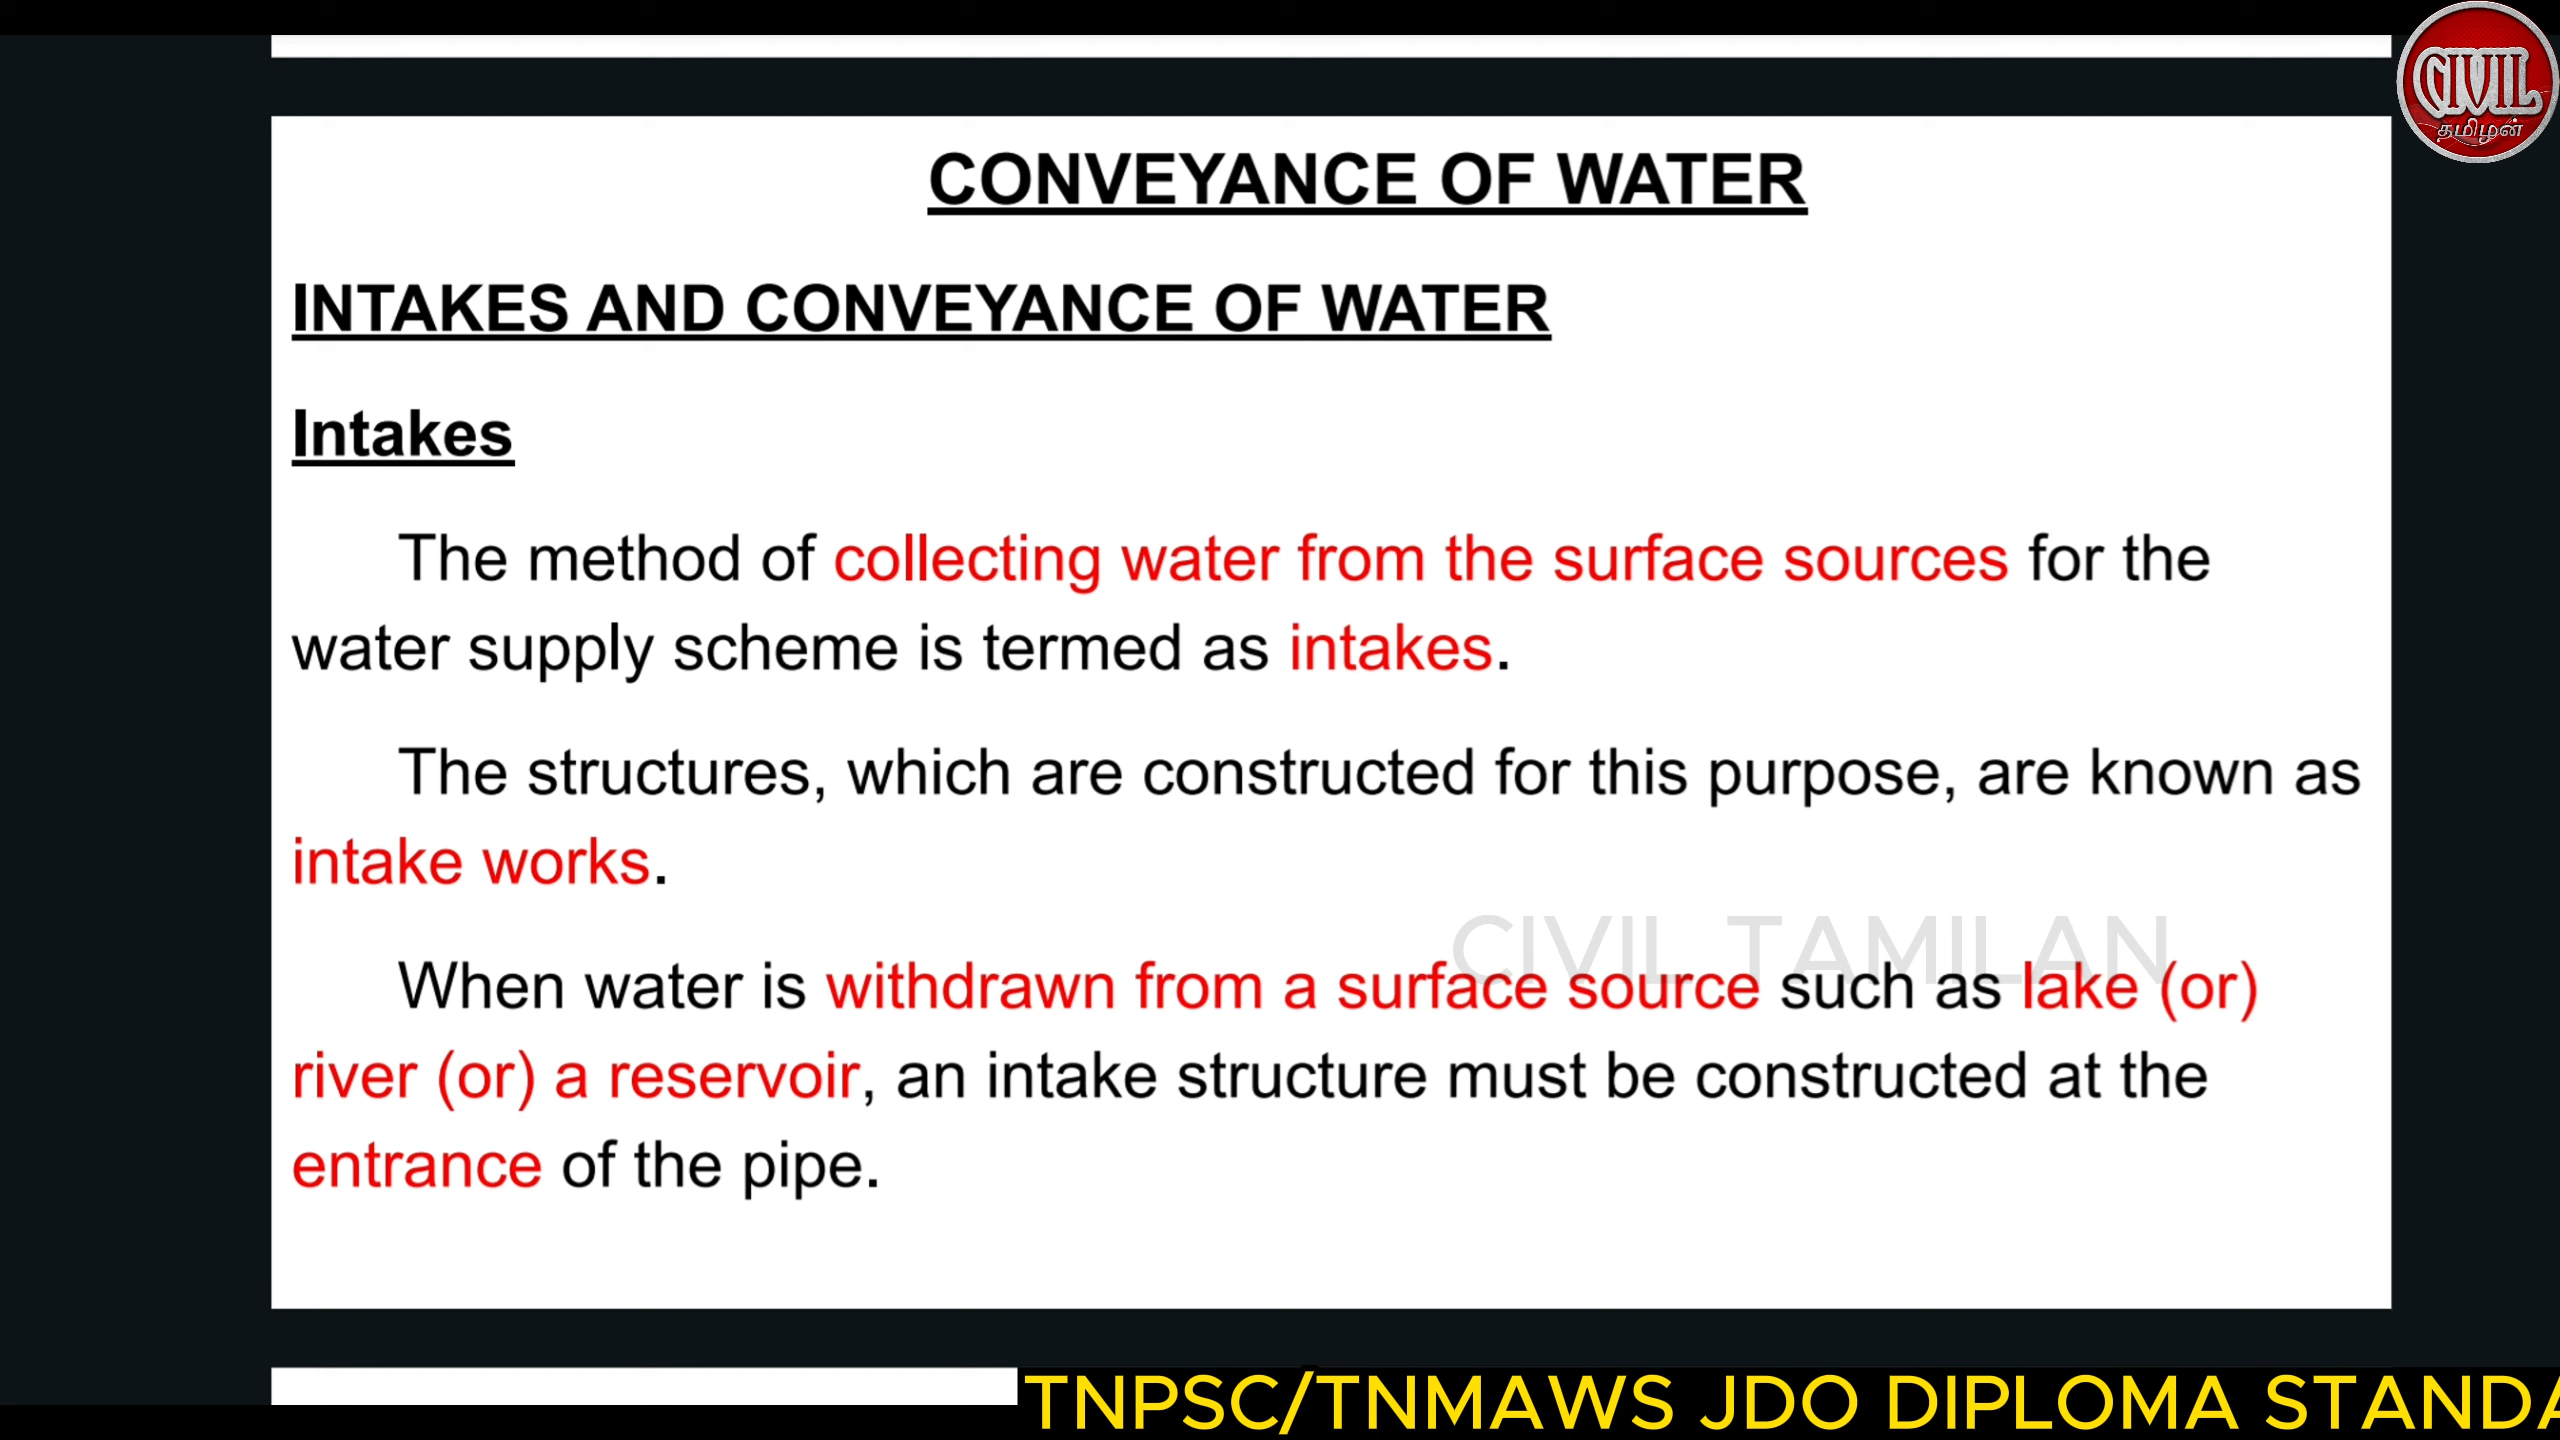 CIVIL
தமிழன்
CONVEYANCE OF WATER
INTAKES AND CONVEYANCE OF WATER
Intakes
The method of collecting water from the surface sources for the
water supply scheme is termed as intakes.
The structures, which are constructed for this purpose, are known as
intake works.
CIVIL TAMILAN
When water is withdrawn from a surface source such as lake (or)
river (or) a reservoir, an intake structure must be constructed at the
entrance of the pipe.
TNPSC/TNMAWS JDO DIPLOMA STANDA